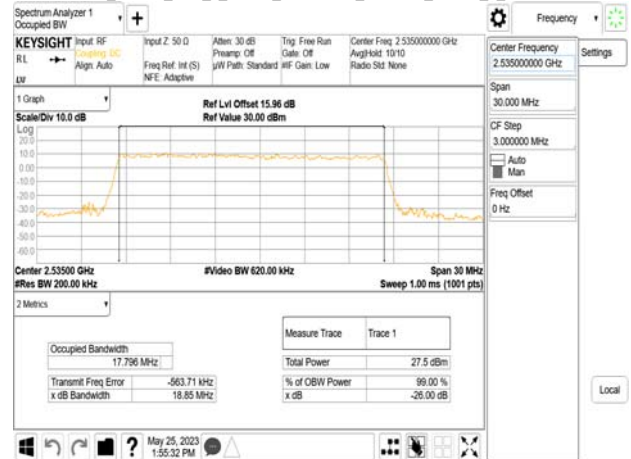 Spectrum Analyzer 1
Occupied BW
+
Frequency
KEYSIGHT
RL
Input: RF
Coupling: DC
Align: Auto
Input Z: 50 Ω
Freq Ref: Int (S)
NFE: Adaptive
Atten: 30 dB
Preamp: Off
µW Path: Standard
Trig: Free Run
Gate: Off
#IF Gain: Low
Center Freq: 2.535000000 GHz
Avg|Hold: 10/10
Radio Std: None
Center Frequency
2.535000000 GHz
Settings
Span
30.000 MHz
CF Step
3.000000 MHz
Auto
Man
Freq Offset
0 Hz
Local
1 Graph
Scale/Div 10.0 dB
Ref Lvl Offset 15.96 dB
Ref Value 30.00 dBm
Log
20.0
10.0
0.00
-10.0
-20.0
-30.0
-40.0
-50.0
-60.0
Center 2.53500 GHz
#Video BW 620.00 kHz
Span 30 MHz
#Res BW 200.00 kHz
Sweep 1.00 ms (1001 pts)
2 Metrics
Measure Trace
Trace 1
Occupied Bandwidth
17.796 MHz
Total Power
27.5 dBm
Transmit Freq Error
-563.71 kHz
% of OBW Power
99.00 %
x dB Bandwidth
18.85 MHz
x dB
-26.00 dB
?
May 25, 2023
1:55:32 PM